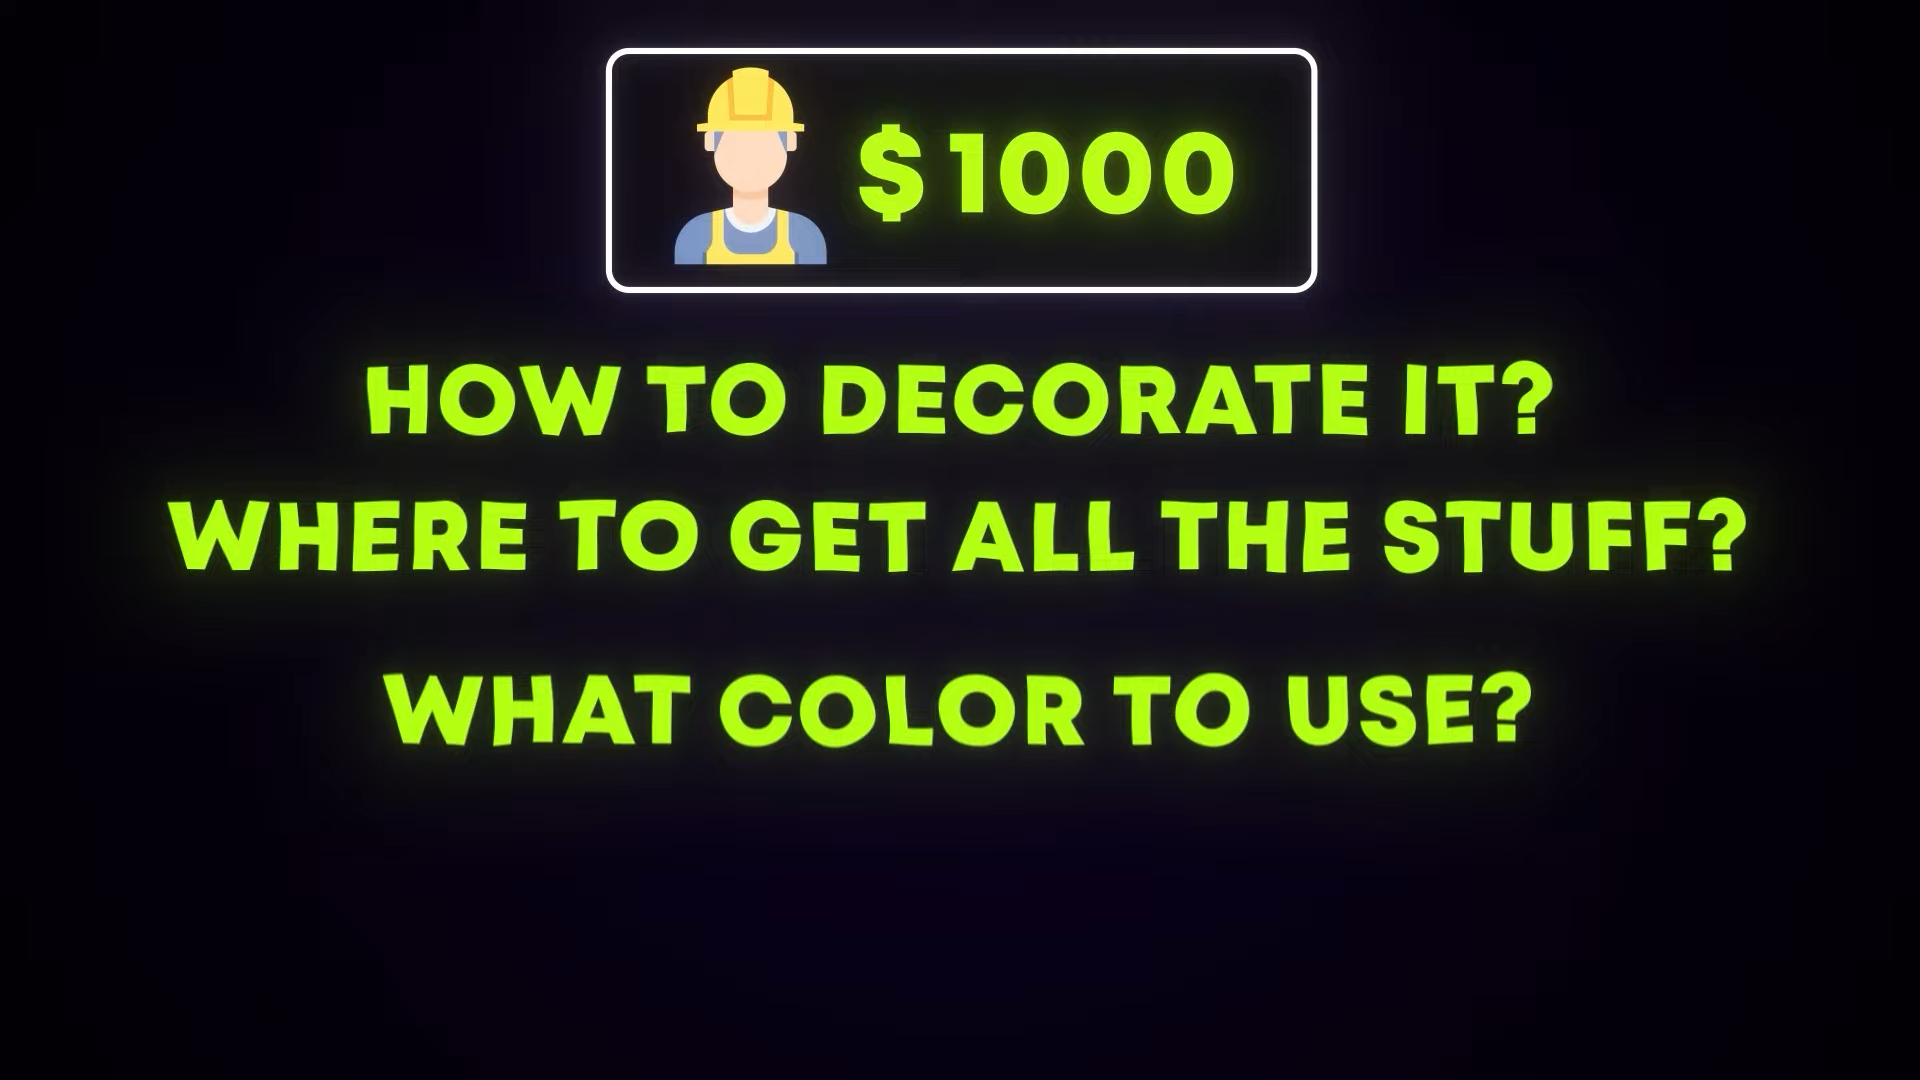 $1000
HOW TO DECORATE IT?
WHERE TO GET ALL THE STUFF?
WHAT COLOR TO USE?